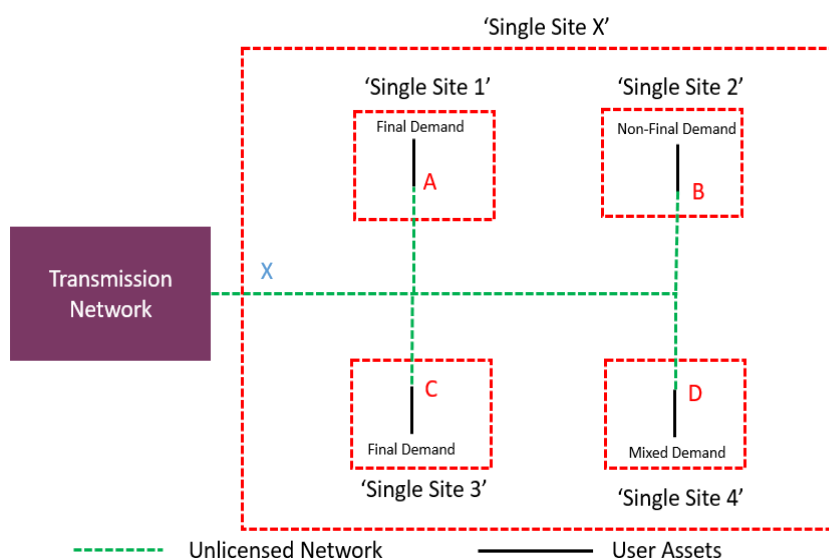 ‘Single Site X’
‘Single Site 1’
‘Single Site 2’
Final Demand
Non-Final Demand
A
B
X
Transmission
Network
C
D
Final Demand
Mixed Demand
‘Single Site 3’
‘Single Site 4’
Unlicensed Network
User Assets